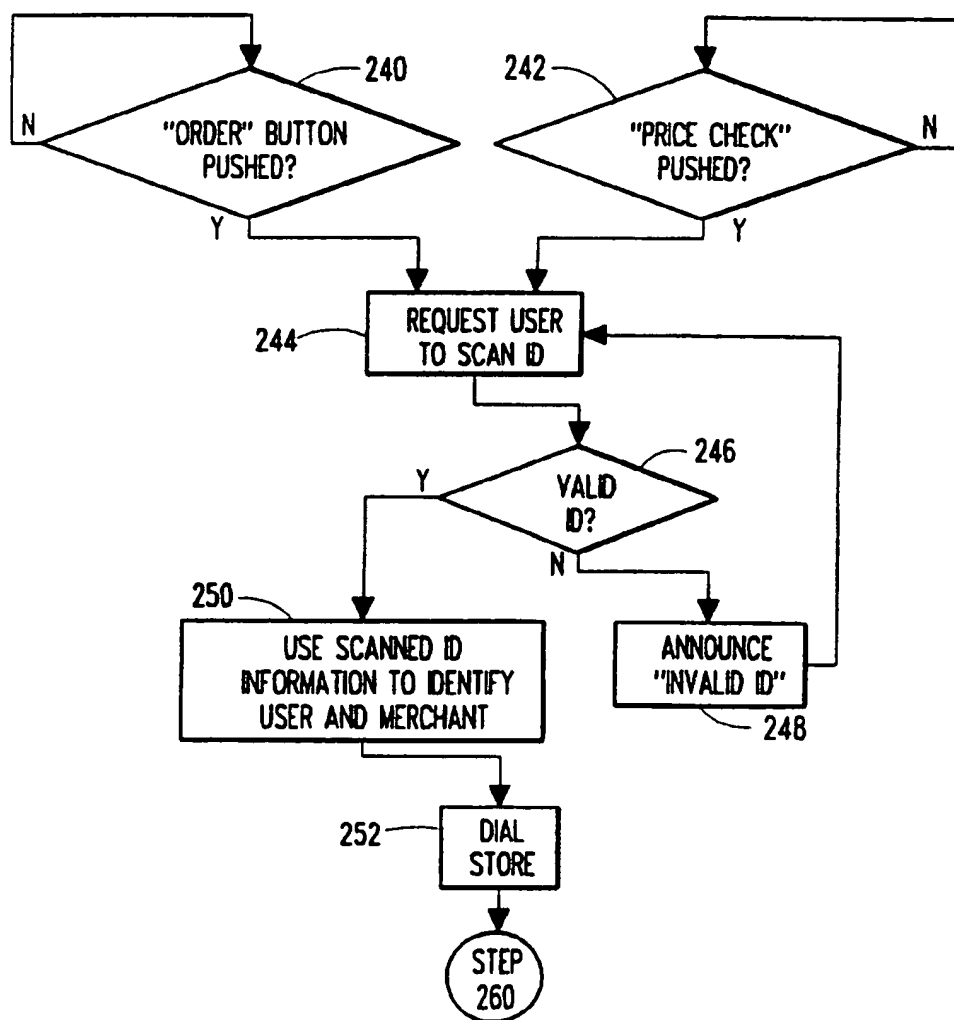 240
242
N
"ORDER" BUTTON
PUSHED?
"PRICE CHECK"
PUSHED?
N
Y
Y
244
REQUEST USER
TO SCAN ID
246
Y
VALID
ID?
N
250
USE SCANNED ID
INFORMATION TO IDENTIFY
USER AND MERCHANT
ANNOUNCE
"INVALID ID"
248
252
DIAL
STORE
STEP
260